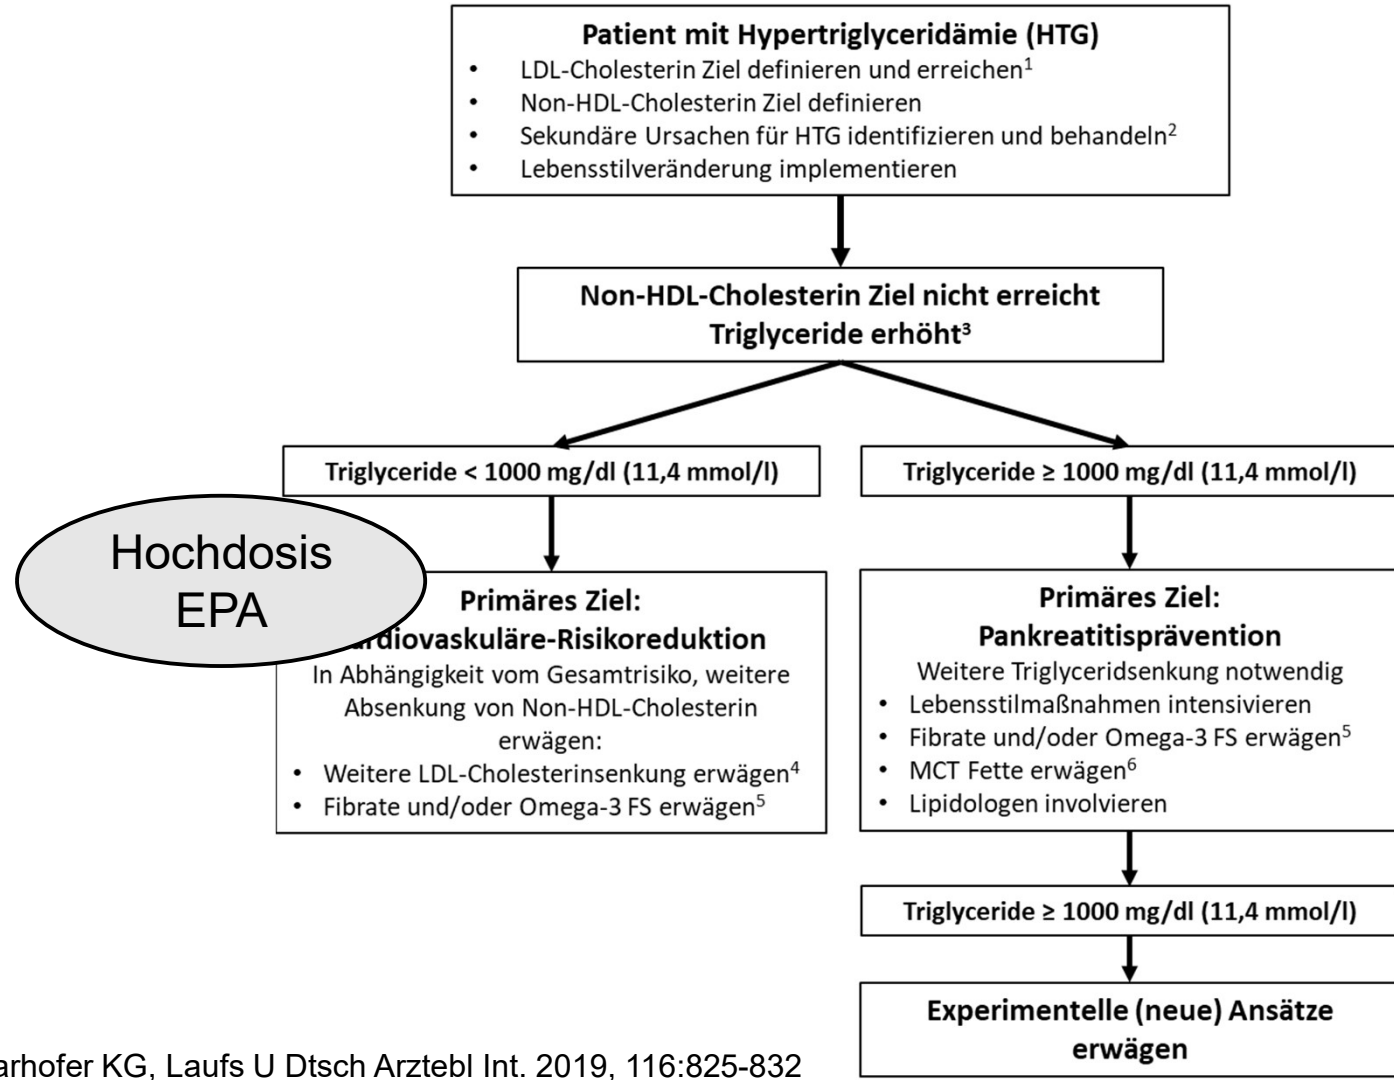 Patient mit Hypertriglyceridämie (HTG)
• LDL-Cholesterin Ziel definieren und erreichen¹
• Non-HDL-Cholesterin Ziel definieren
• Sekundäre Ursachen für HTG identifizieren und behandeln²
• Lebensstilveränderung implementieren
Non-HDL-Cholesterin Ziel nicht erreicht
Triglyceride erhöht³
Triglyceride < 1000 mg/dl (11,4 mmol/l)
Hochdosis
EPA
Primäres Ziel:
rdiovaskuläre-Risikoreduktion
In Abhängigkeit vom Gesamtrisiko, weitere
Absenkung von Non-HDL-Cholesterin
erwägen:
• Weitere LDL-Cholesterinsenkung erwägen⁴
• Fibrate und/oder Omega-3 FS erwägen⁵
Triglyceride ≥ 1000 mg/dl (11,4 mmol/l)
Primäres Ziel:
Pankreatitisprävention
Weitere Triglyceridsenkung notwendig
• Lebensstilmaßnahmen intensivieren
• Fibrate und/oder Omega-3 FS erwägen⁵
• MCT Fette erwägen⁶
• Lipidologen involvieren
Triglyceride ≥ 1000 mg/dl (11,4 mmol/l)
Experimentelle (neue) Ansätze
erwägen
arhofer KG, Laufs U Dtsch Arztebl Int. 2019, 116:825-832